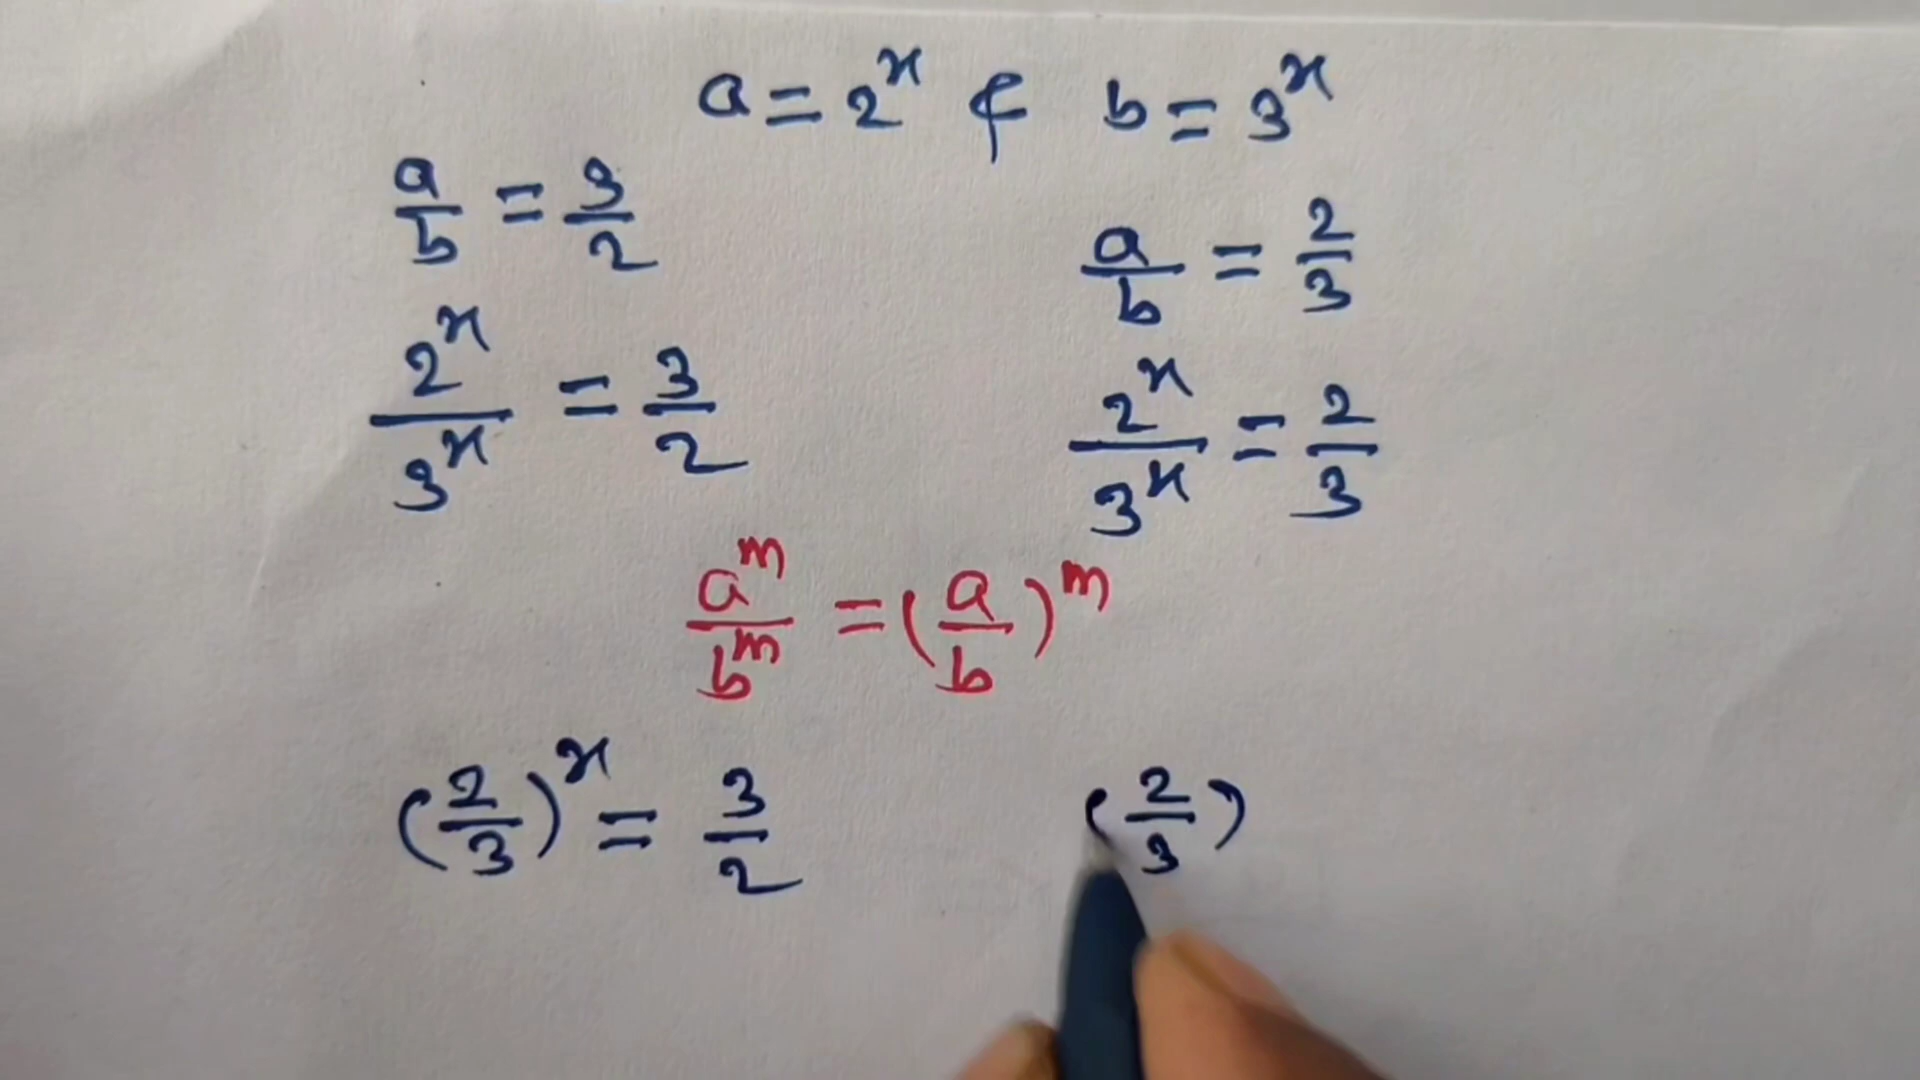 a = 2^x & b = 3^x
a/b = 3/2
a/b = 2/3
2^x/3^x = 3/2
2^x/3^x = 2/3
a^m/b^m = (a/b)^m
(2/3)^x = 3/2
(2/3)